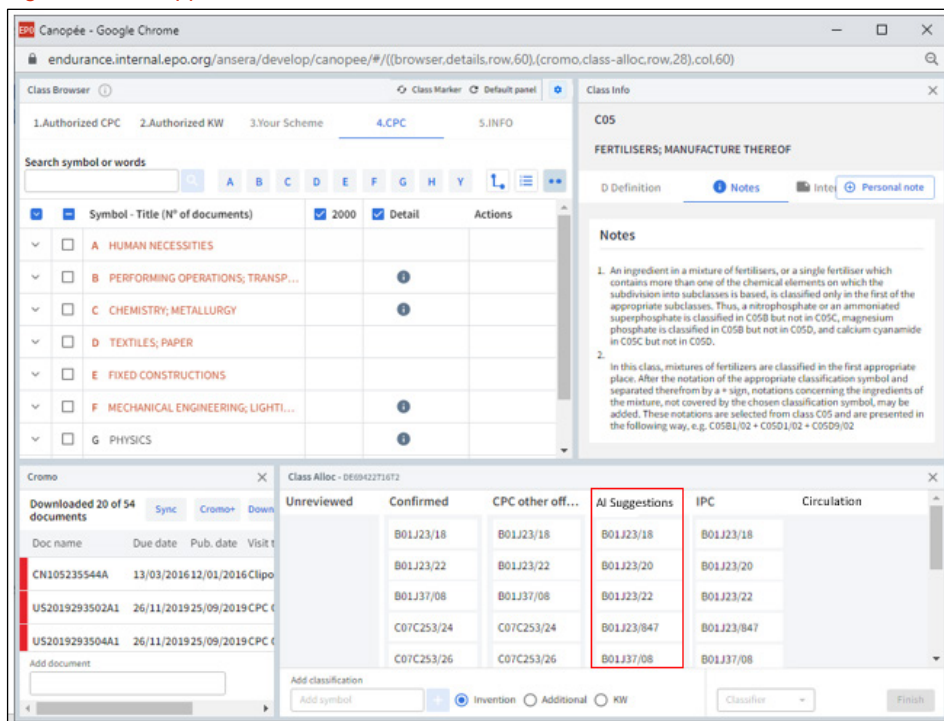 EPO Canopée - Google Chrome
endurance.internal.epo.org/ansera/develop/canopee/#/((browser,details,row,60),(cromo,class-alloc,row,28),col,60)
Class Browser
Class Marker Default panel
1.Authorized CPC 2.Authorized KW 3.Your Scheme 4.CPC 5.INFO
Search symbol or words
A B C D E F G H Y
Symbol - Title (N° of documents) 2000 Detail Actions
A HUMAN NECESSITIES
B PERFORMING OPERATIONS; TRANSP...
C CHEMISTRY; METALLURGY
D TEXTILES; PAPER
E FIXED CONSTRUCTIONS
F MECHANICAL ENGINEERING; LIGHTI...
G PHYSICS
Class Info
C05
FERTILISERS; MANUFACTURE THEREOF
D Definition Notes Inter Personal note
Notes
1. An ingredient in a mixture of fertilisers, or a single fertiliser which
contains more than one of the chemical elements on which the
subdivision into subclasses is based, is classified only in the first of the
appropriate subclasses. Thus, a nitrophosphate or an ammoniated
superphosphate is classified in C05B but not in C05C, magnesium
phosphate is classified in C05B but not in C05D, and calcium cyanamide
in C05C but not in C05D.
2.
In this class, mixtures of fertilizers are classified in the first appropriate
place. After the notation of the appropriate classification symbol and
separated therefrom by a + sign, notations concerning the ingredients of
the mixture, not covered by the chosen classification symbol, may be
added. These notations are selected from class C05 and are presented in
the following way, e.g. C05B1/02 + C05D1/02 + C05D9/02
Cromo
Downloaded 20 of 54
documents
Sync Cromo+ Down
Doc name Due date Pub. date Visit t
CN105235544A 13/03/2016 12/01/2016 Clipo
US2019293502A1 26/11/2019 25/09/2019 CPC
US2019293504A1 26/11/2019 25/09/2019 CPC
Add document
Class Alloc - DE69422716T2
Unreviewed Confirmed CPC other off... AI Suggestions IPC Circulation
B01J23/18 B01J23/18 B01J23/18 B01J23/18
B01J23/22 B01J23/22 B01J23/20 B01J23/20
B01J37/08 B01J37/08 B01J23/22 B01J23/22
C07C253/24 C07C253/24 B01J23/847 B01J23/847
C07C253/26 C07C253/26 B01J37/08 B01J37/08
Add classification
Add symbol + Invention Additional KW
Classifier Finish